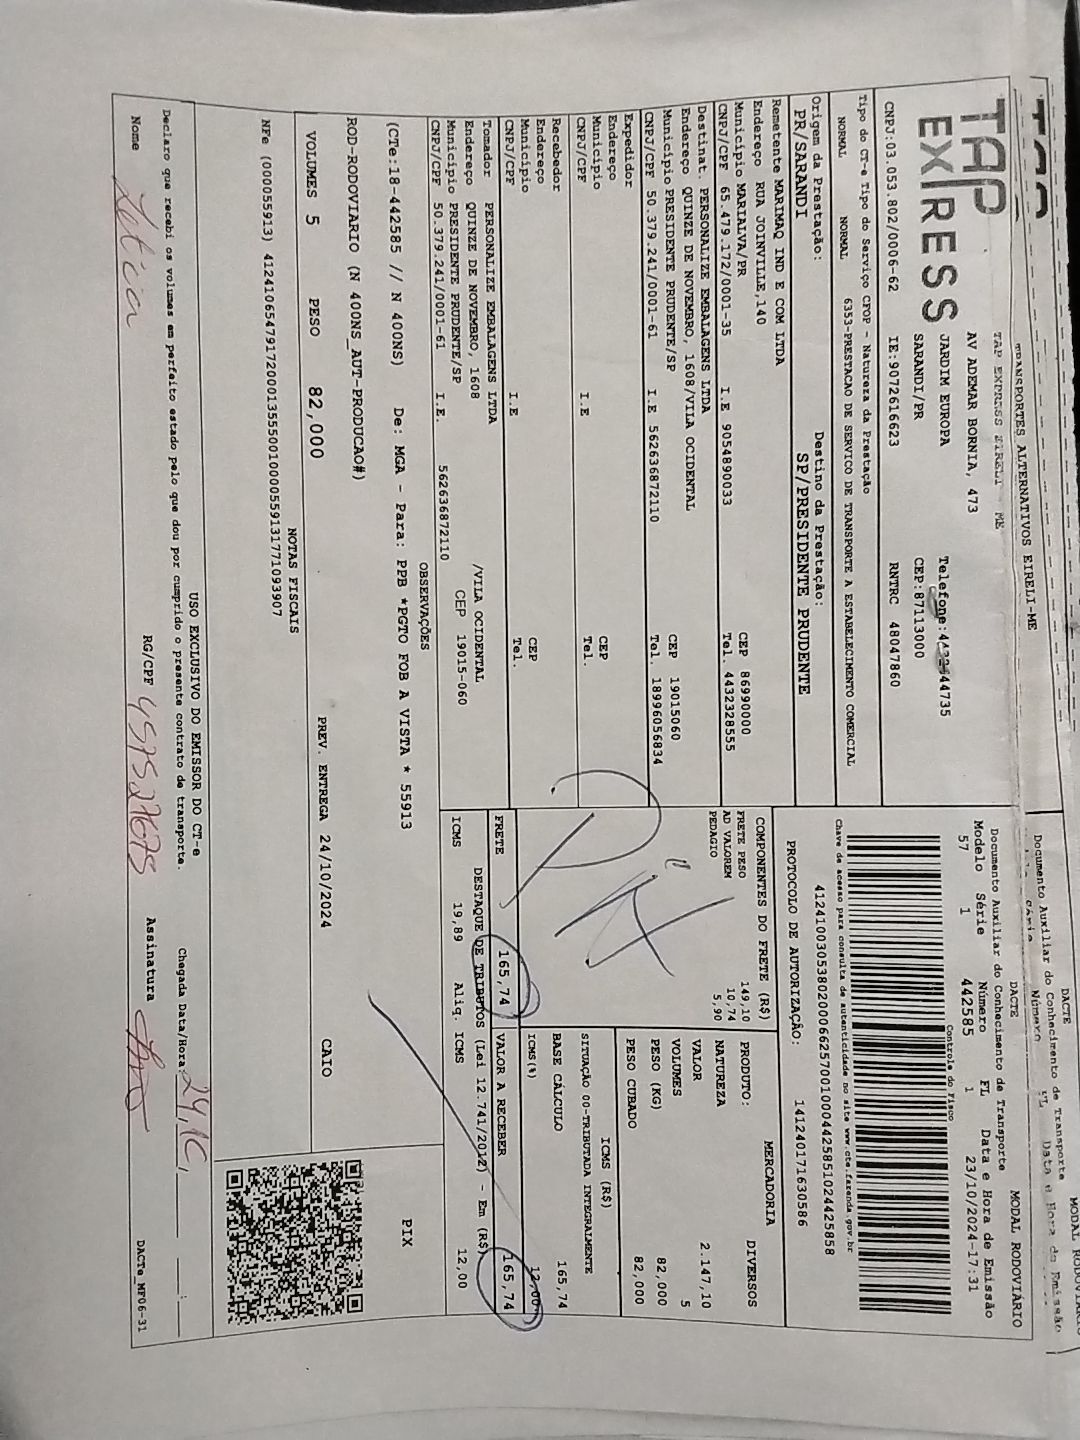 TRANSPORTES ALTERNATIVOS EIRELI-ME
DACTE
MODAL
Documento Auxiliar do Conhecimento de Transporte
TAP EXPRESS
TAP EXPRESS EIRELI - ME
AV ADEMAR BORNIA, 473
JARDIM EUROPA
SARANDI/PR
CEP:87113000
CNPJ:03.053.802/0006-62 IE:9072616623 RNTRC 48047860
DACTE MODAL RODOVIÁRIO
Documento Auxiliar do Conhecimento de Transporte
Modelo Série Número FL Data e Hora de Emissão
57 1 442585 1 23/10/2024-17:31
Controle do Fisco
Tipo do CT-e Tipo do Serviço CFOP - Natureza da Prestação
NORMAL NORMAL 6353-PRESTACAO DE SERVICO DE TRANSPORTE A ESTABELECIMENTO COMERCIAL
Chave de acesso para consulta de autenticidade no site www.cte.fazenda.gov.br
41241003053802000662570010004425851024425858
Origem da Prestação: Destino da Prestação:
PR/SARANDI SP/PRESIDENTE PRUDENTE
PROTOCOLO DE AUTORIZAÇÃO: 141240171630586
Remetente MARIMAQ IND E COM LTDA
Endereço RUA JOINVILLE,140
Município MARIALVA/PR CEP 86990000
CNPJ/CPF 65.479.172/0001-35 I.E 9054890033 Tel. 4432328555
Destinat. PERSONALIZE EMBALAGENS LTDA
Endereço QUINZE DE NOVEMBRO, 1608/VILA OCIDENTAL
Município PRESIDENTE PRUDENTE/SP CEP 19015060
CNPJ/CPF 50.379.241/0001-61 I.E 562636872110 Tel. 18996056834
Expedidor
Endereço
Município CEP
CNPJ/CPF I.E Tel.
Recebedor
Endereço
Município CEP
CNPJ/CPF I.E Tel.
Tomador PERSONALIZE EMBALAGENS LTDA
Endereço QUINZE DE NOVEMBRO, 1608 /VILA OCIDENTAL
Município PRESIDENTE PRUDENTE/SP CEP 19015-060
CNPJ/CPF 50.379.241/0001-61 I.E. 562636872110
COMPONENTES DO FRETE (R$)
FRETE PESO 149,10
AD VALOREM 10,74
PEDAGIO 5,90
Pix
FRETE 165,74
MERCADORIA
PRODUTO: DIVERSOS
NATUREZA
VALOR 2.147,10
VOLUMES 5
PESO (KG) 82,000
PESO CUBADO 82,000
ICMS (R$)
SITUAÇÃO 00-TRIBUTADA INTEGRALMENTE
BASE CÁLCULO 165,74
ICMS(%) 12,00
VALOR A RECEBER 165,74
DESTAQUE DE TRIBUTOS (Lei 12.741/2012) - Em (R$)
ICMS 19,89 Aliq. ICMS 12,00
OBSERVAÇÕES
(CTe:18-442585 // N 400NS) De: MGA - Para: PPB *PGTO FOB A VISTA * 55913
PIX
ROD-RODOVIARIO (N 400NS_AUT-PRODUCAO#)
VOLUMES 5 PESO 82,000 PREV. ENTREGA 24/10/2024 CAIO
NOTAS FISCAIS
NFe (000055913) 41241065479172000135550010000559131771093907
USO EXCLUSIVO DO EMISSOR DO CT-e
Declaro que recebi os volumes em perfeito estado pelo que dou por cumprido o presente contrato de transporte. Chegada Data/Hora:
Nome Leticia RG/CPF Assinatura
DACTe_MF06-31